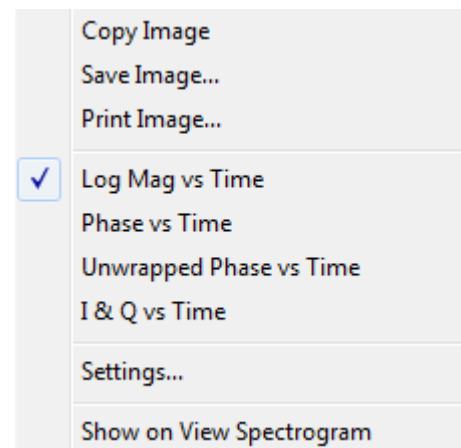 Copy Image
Save Image...
Print Image...
Log Mag vs Time
Phase vs Time
Unwrapped Phase vs Time
I & Q vs Time
Settings...
Show on View Spectrogram